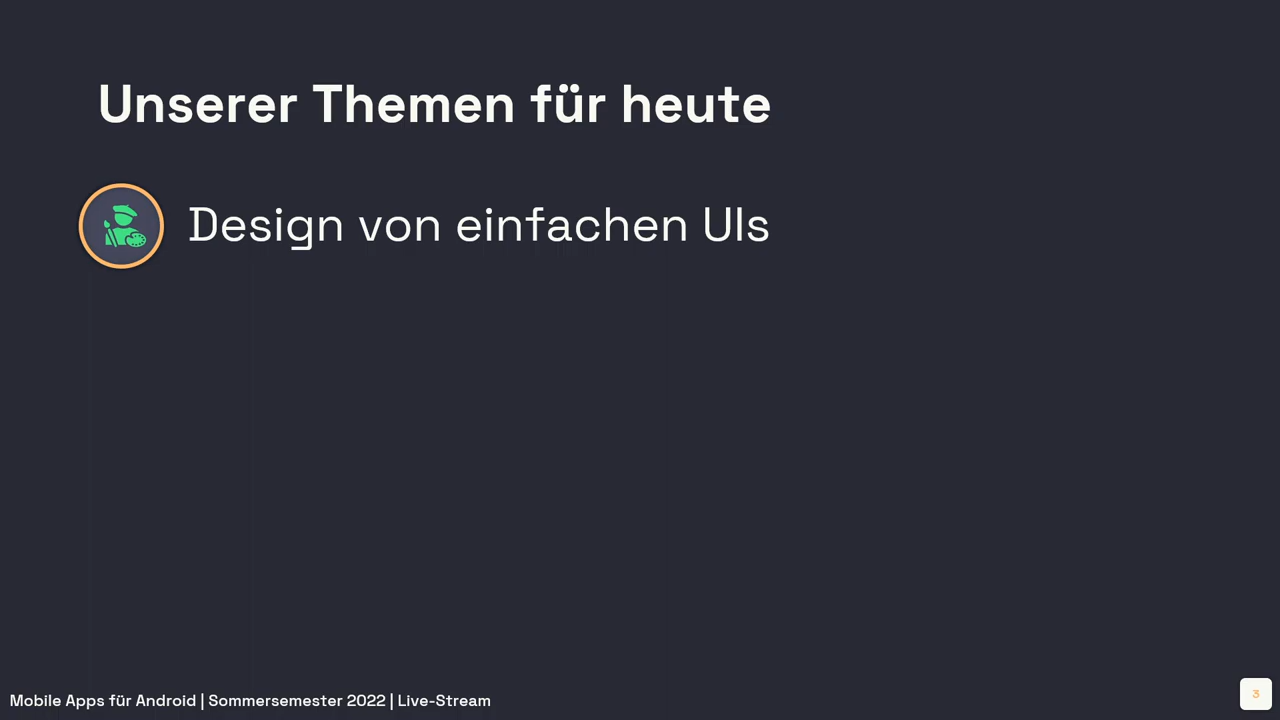 Unserer Themen für heute
Design von einfachen UIs
Mobile Apps für Android | Sommersemester 2022 | Live-Stream
3